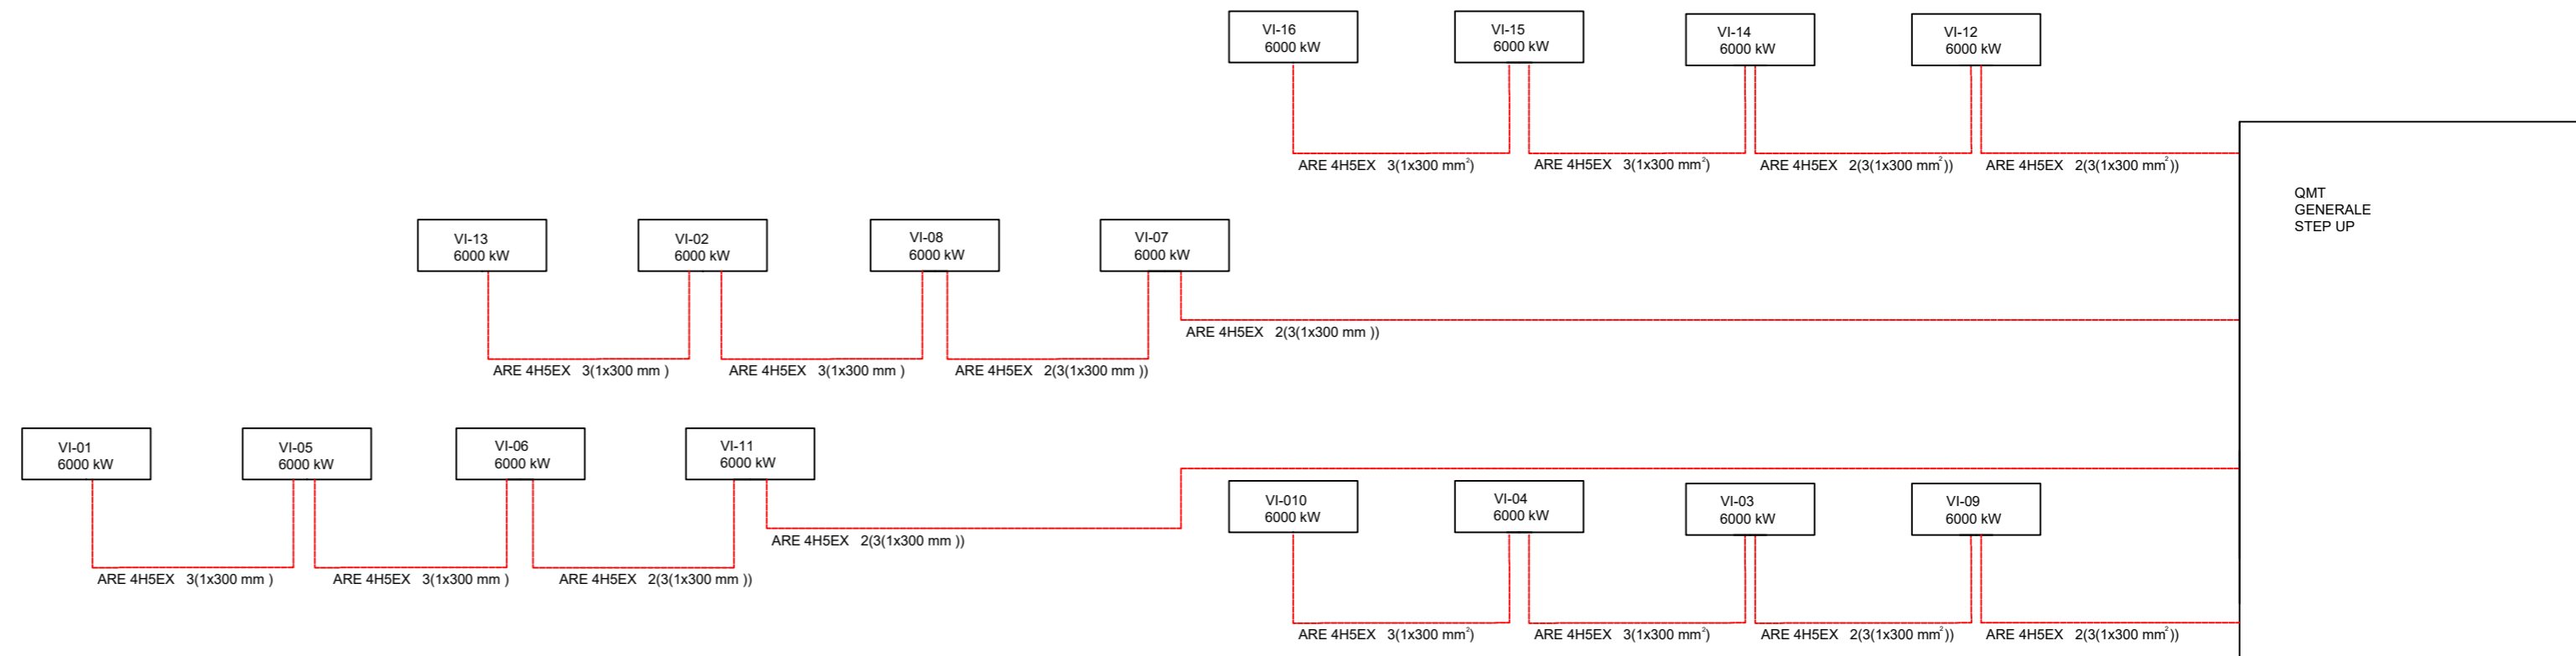 VI-16
6000 kW
VI-15
6000 kW
VI-14
6000 kW
VI-12
6000 kW
ARE 4H5EX 3(1x300 mm²)
ARE 4H5EX 3(1x300 mm²)
ARE 4H5EX 2(3(1x300 mm²))
ARE 4H5EX 2(3(1x300 mm²))
QMT
GENERALE
STEP UP
VI-13
6000 kW
VI-02
6000 kW
VI-08
6000 kW
VI-07
6000 kW
ARE 4H5EX 2(3(1x300 mm ))
ARE 4H5EX 3(1x300 mm )
ARE 4H5EX 3(1x300 mm )
ARE 4H5EX 2(3(1x300 mm ))
VI-01
6000 kW
VI-05
6000 kW
VI-06
6000 kW
VI-11
6000 kW
ARE 4H5EX 2(3(1x300 mm ))
ARE 4H5EX 3(1x300 mm )
ARE 4H5EX 3(1x300 mm )
ARE 4H5EX 2(3(1x300 mm ))
VI-010
6000 kW
VI-04
6000 kW
VI-03
6000 kW
VI-09
6000 kW
ARE 4H5EX 3(1x300 mm²)
ARE 4H5EX 3(1x300 mm²)
ARE 4H5EX 2(3(1x300 mm²))
ARE 4H5EX 2(3(1x300 mm²))